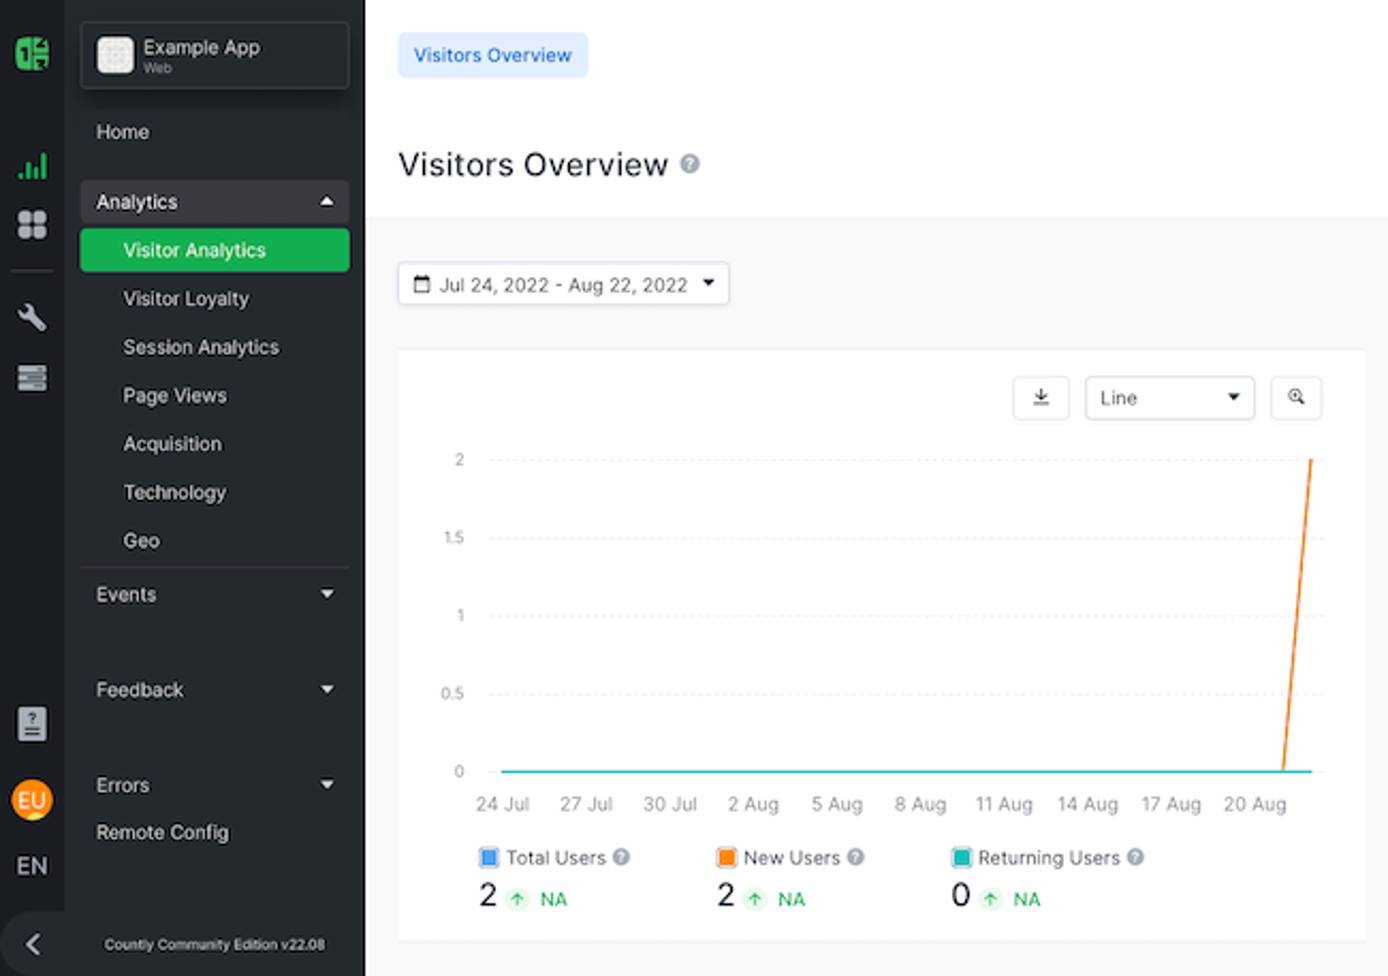 Example App
Web
Home
Analytics
Visitor Analytics
Visitor Loyalty
Session Analytics
Page Views
Acquisition
Technology
Geo
Events
Feedback
Errors
Remote Config
EU
EN
Countly Community Edition v22.08
Visitors Overview
Visitors Overview ?
Jul 24, 2022 - Aug 22, 2022
Line
2
1.5
1
0.5
0
24 Jul 27 Jul 30 Jul 2 Aug 5 Aug 8 Aug 11 Aug 14 Aug 17 Aug 20 Aug
Total Users ? New Users ? Returning Users ?
2 ↑ NA 2 ↑ NA 0 ↑ NA